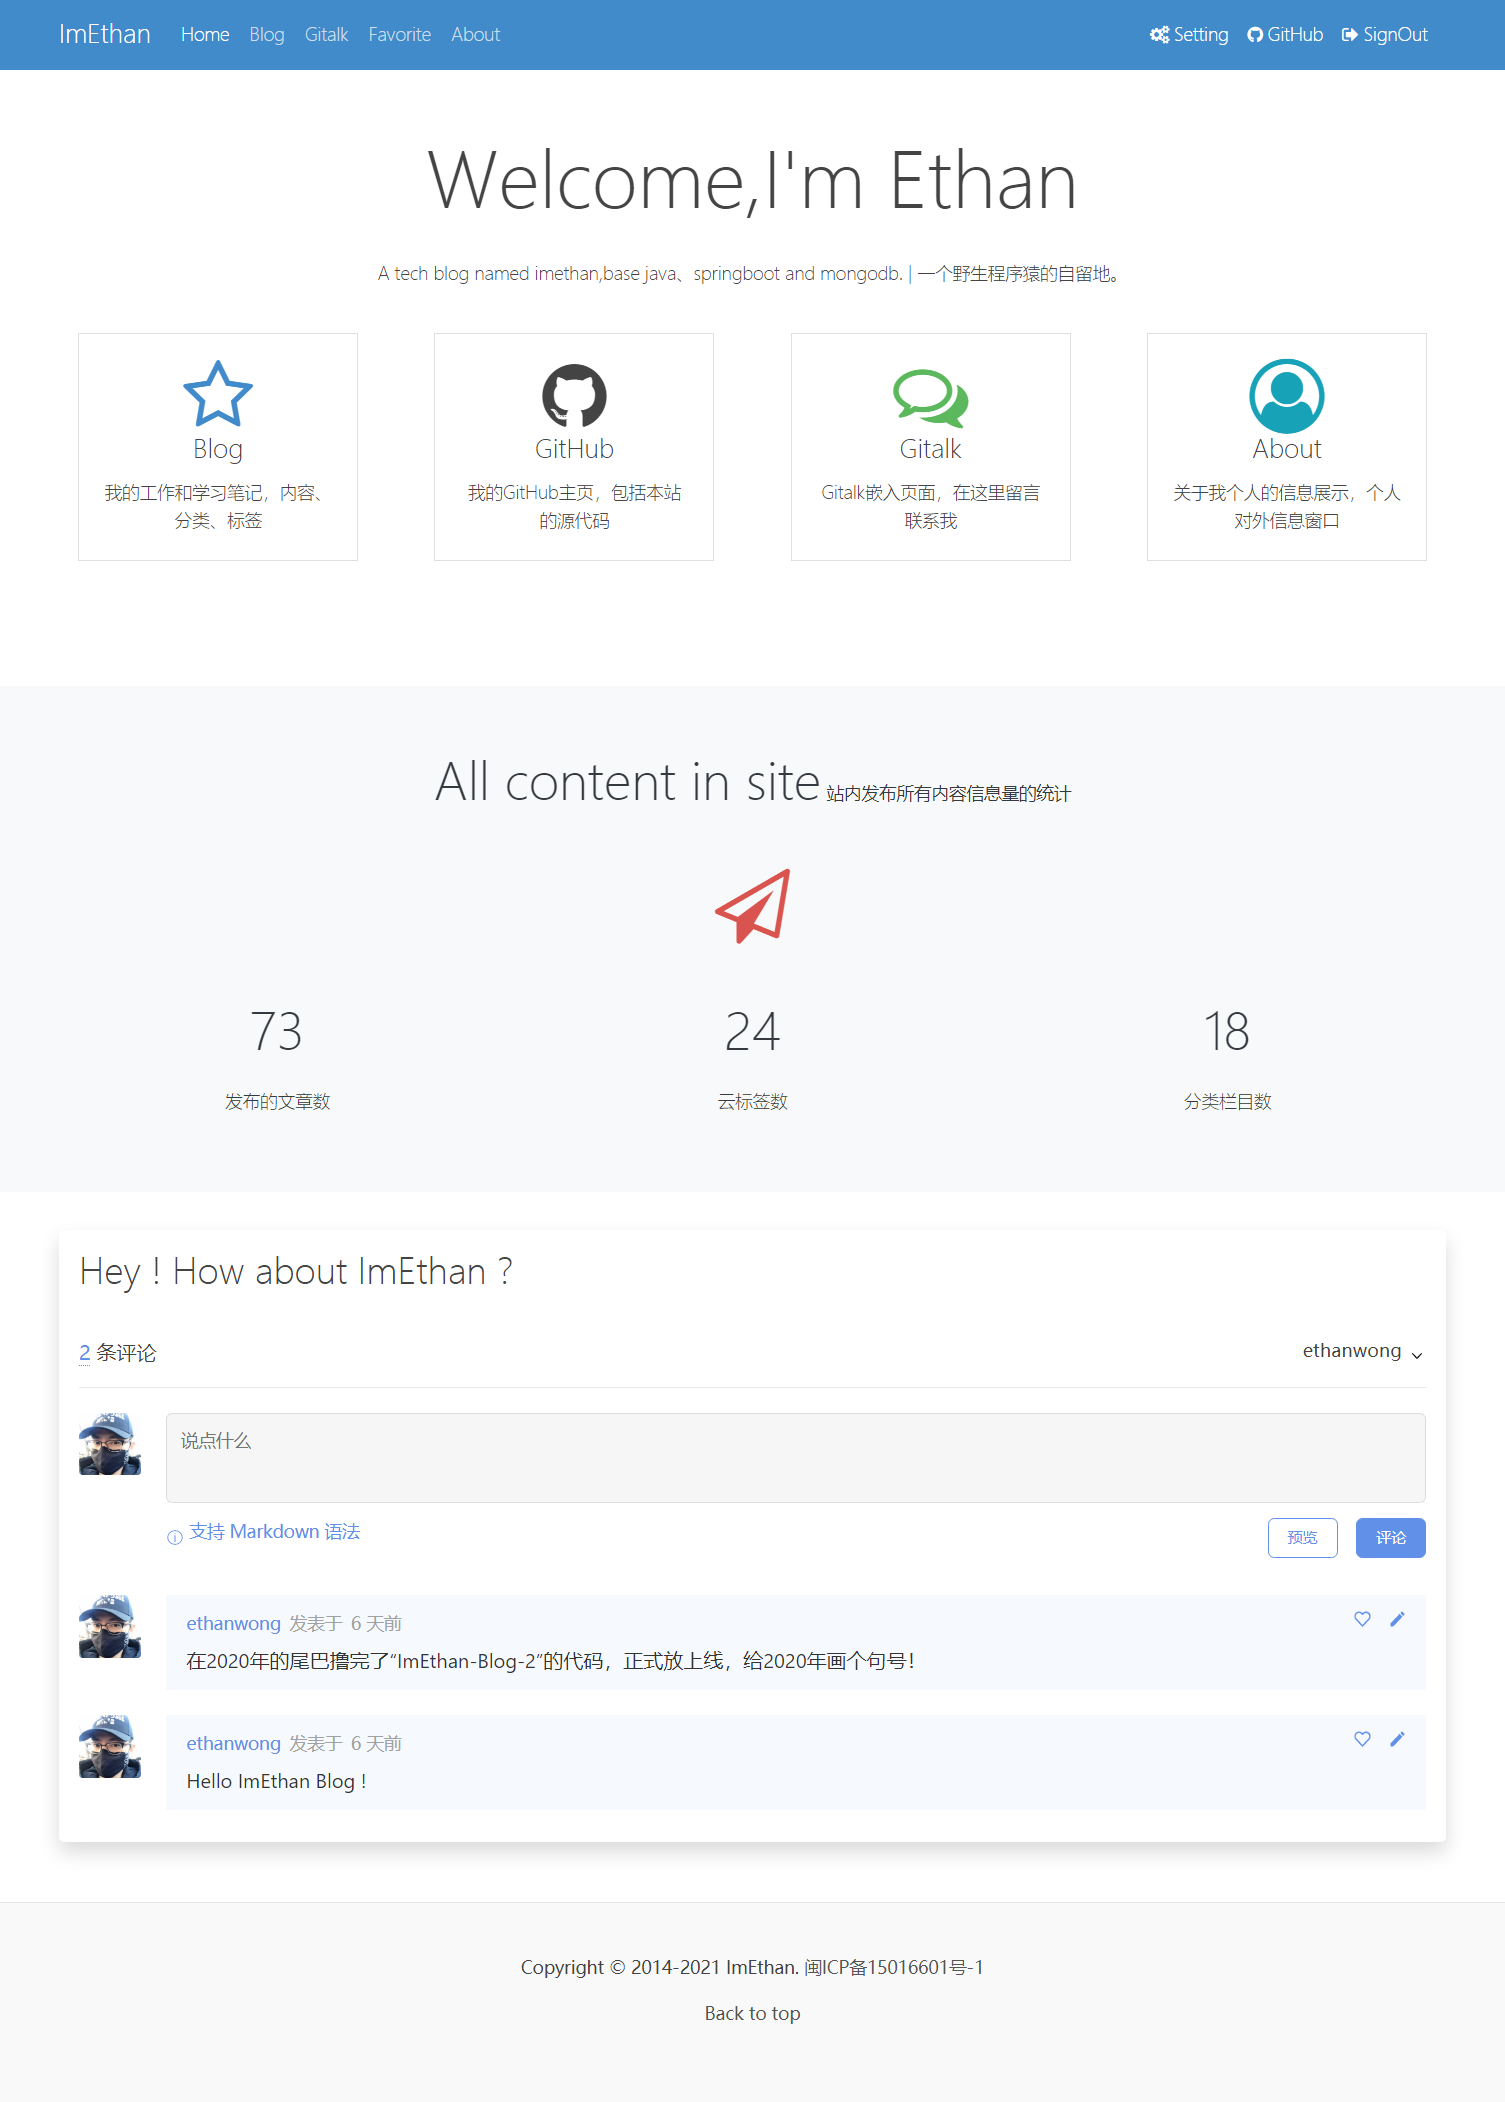 ImEthan Home Blog Gitalk Favorite About Setting GitHub SignOut
Welcome,I'm Ethan
A tech blog named imethan,base java、springboot and mongodb. | 一个野生程序猿的自留地。
Blog
我的工作和学习笔记，内容、
分类、标签
GitHub
我的GitHub主页，包括本站
的源代码
Gitalk
Gitalk嵌入页面，在这里留言
联系我
About
关于我个人的信息展示，个人
对外信息窗口
All content in site 站内发布所有内容信息量的统计
73
发布的文章数
24
云标签数
18
分类栏目数
Hey ! How about ImEthan ?
2 条评论
ethanwong
说点什么
支持 Markdown 语法
预览
评论
ethanwong 发表于 6 天前
在2020年的尾巴撸完了“ImEthan-Blog-2”的代码，正式放上线，给2020年画个句号！
ethanwong 发表于 6 天前
Hello ImEthan Blog !
Copyright © 2014-2021 ImEthan. 闽ICP备15016601号-1
Back to top